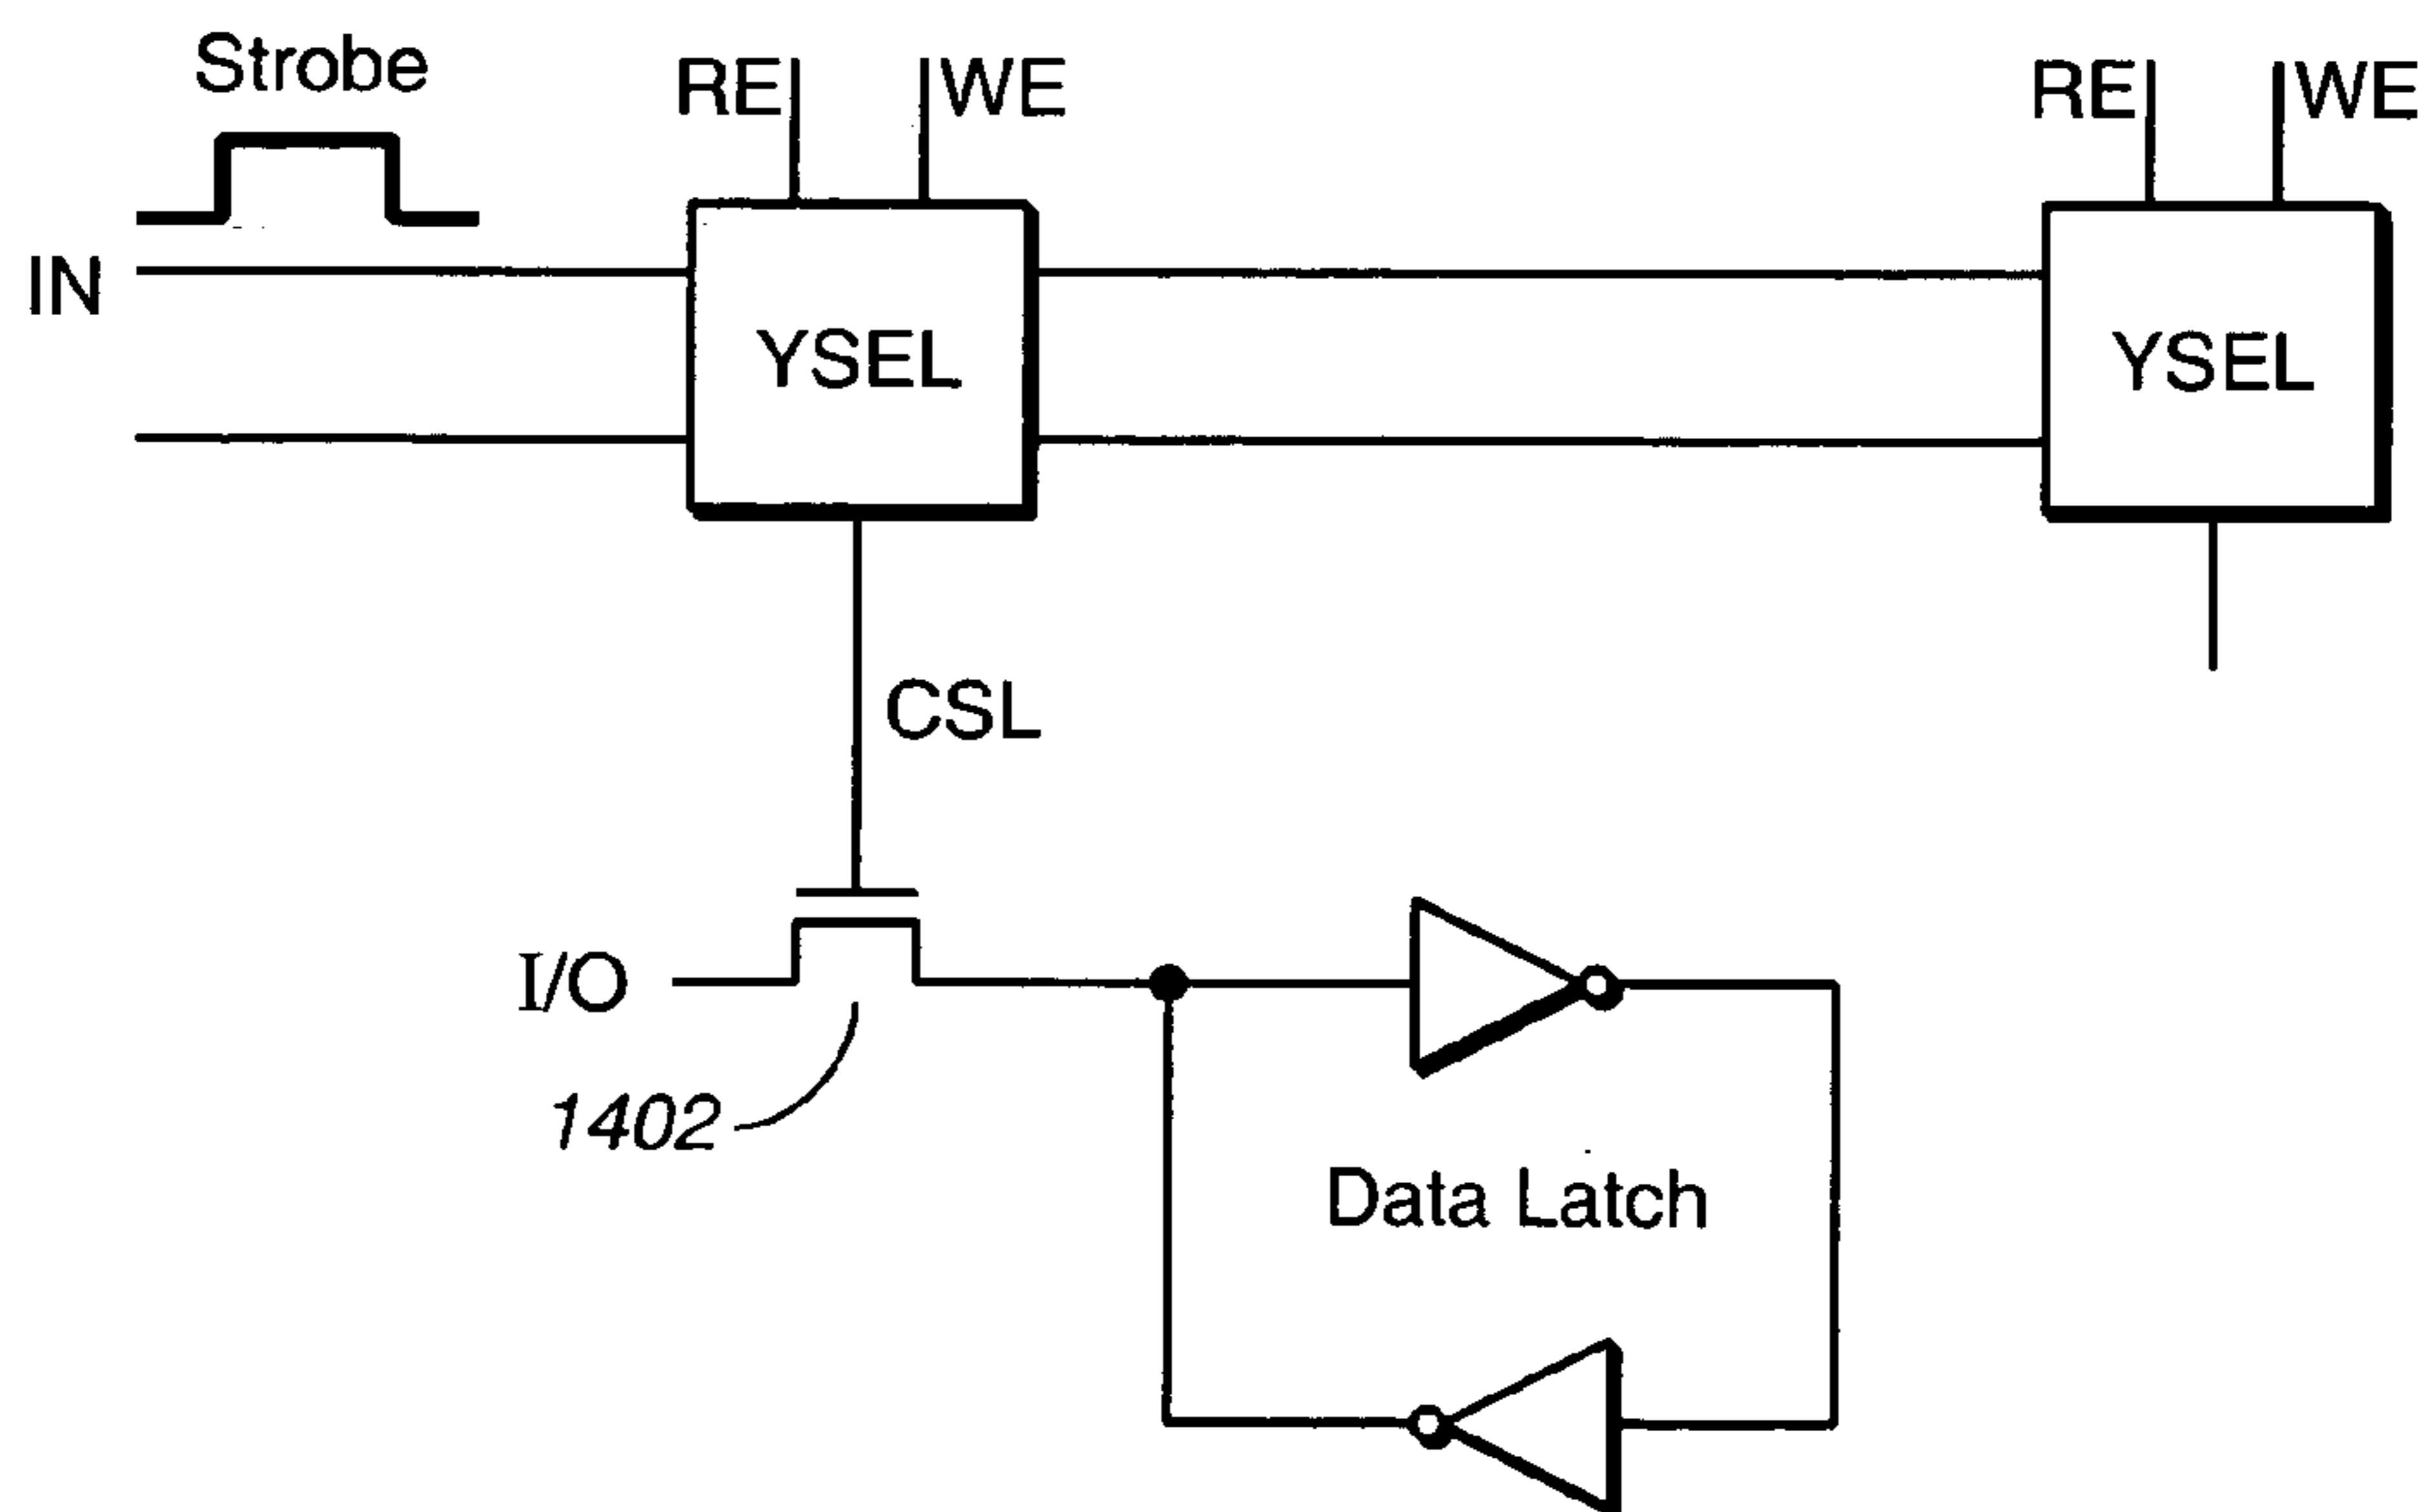 Strobe
RE
WE
RE
WE
IN
YSEL
YSEL
CSL
I/O
1402
Data Latch